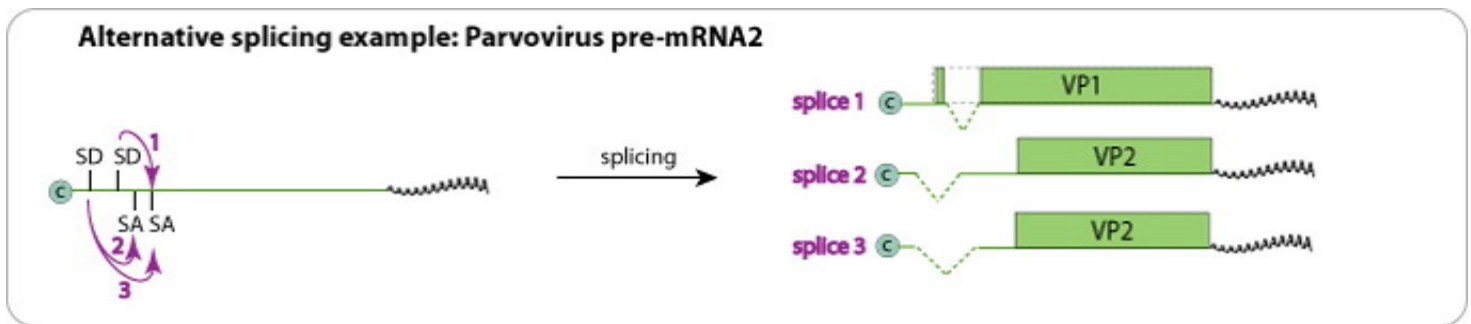 Alternative splicing example: Parvovirus pre-mRNA2
1
SD SD
C
SA SA
2
3
splicing
splice 1 C VP1
splice 2 C VP2
splice 3 C VP2